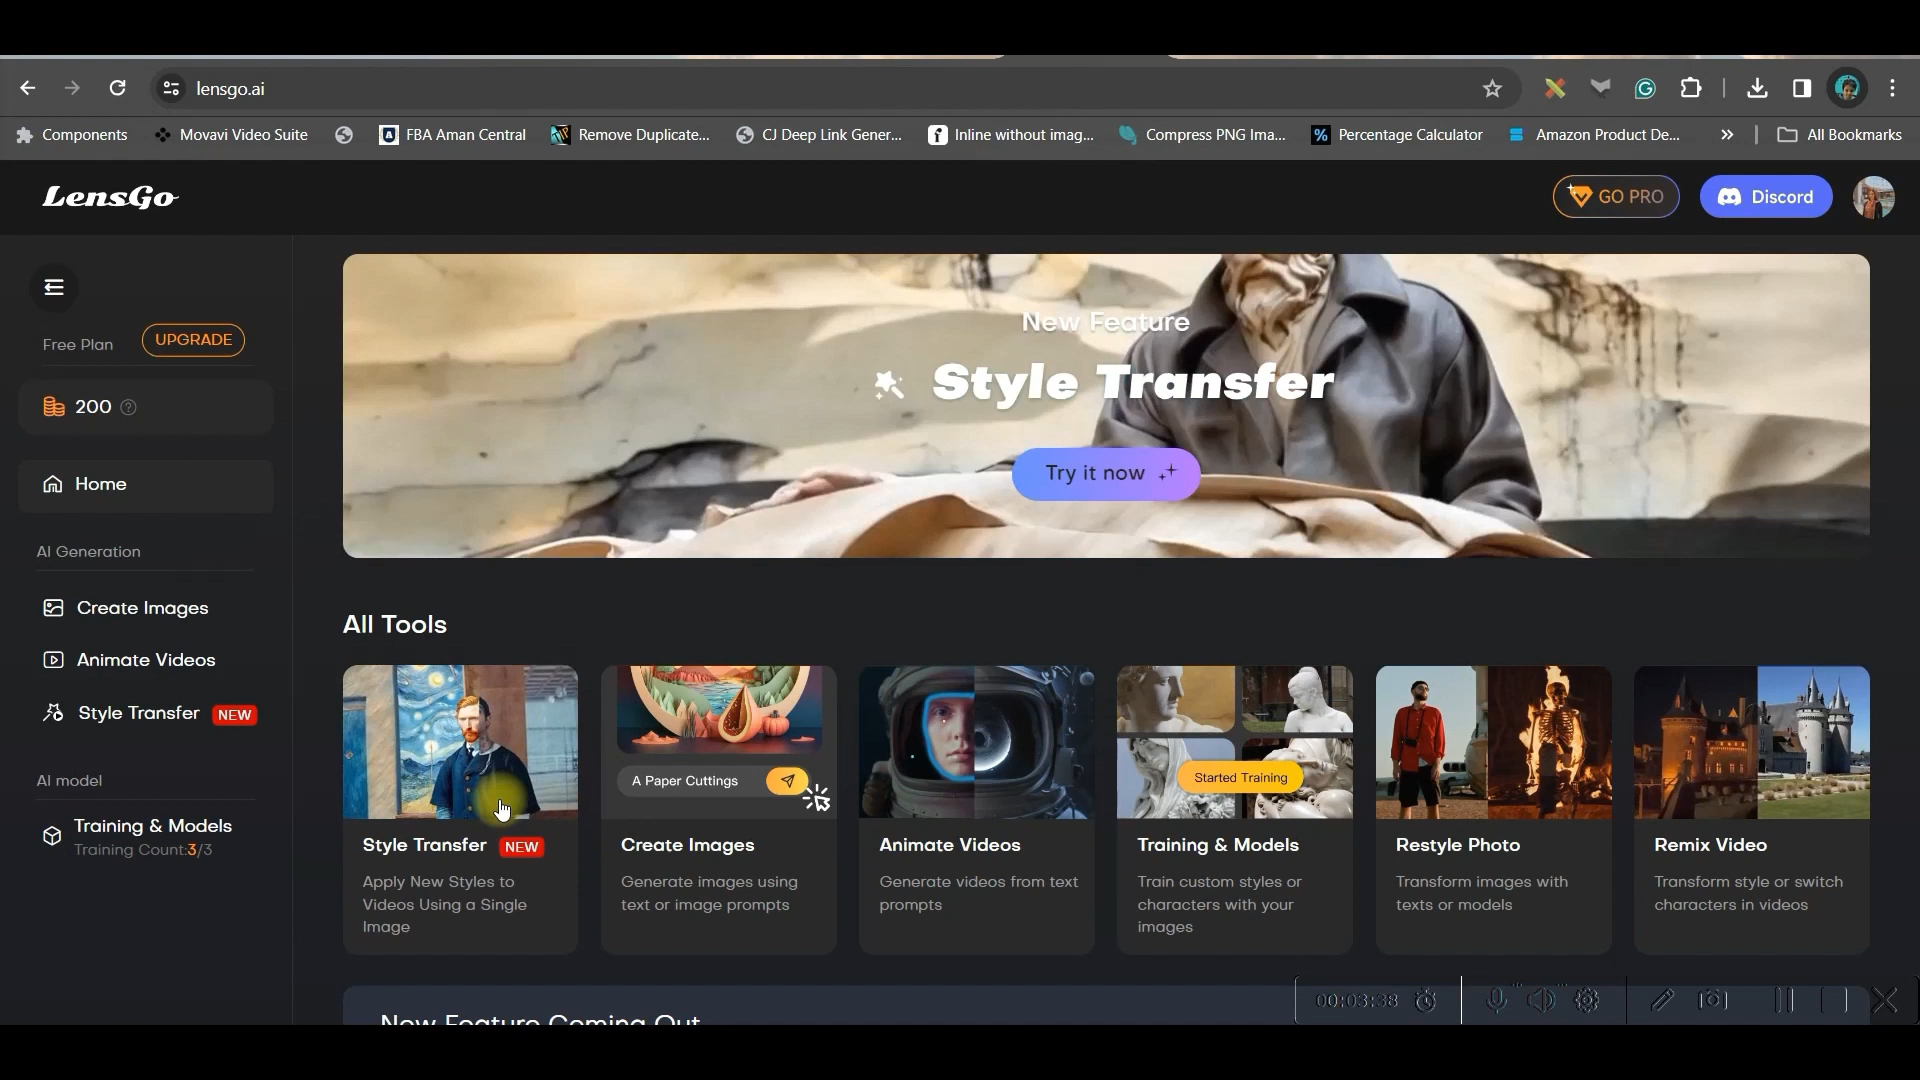 lensgo.ai
Components
Movavi Video Suite
FBA Aman Central
Remove Duplicate...
CJ Deep Link Gener...
Inline without imag...
Compress PNG Ima...
Percentage Calculator
Amazon Product De...
All Bookmarks
LensGo
GO PRO
Discord
Free Plan
UPGRADE
200
Home
AI Generation
Create Images
Animate Videos
Style Transfer NEW
AI model
Training & Models
Training Count:3/3
New Feature
Style Transfer
Try it now
All Tools
A Paper Cuttings
Started Training
Style Transfer NEW
Apply New Styles to
Videos Using a Single
Image
Create Images
Generate images using
text or image prompts
Animate Videos
Generate videos from text
prompts
Training & Models
Train custom styles or
characters with your
images
Restyle Photo
Transform images with
texts or models
Remix Video
Transform style or switch
characters in videos
New Feature Coming Out
00:03:38